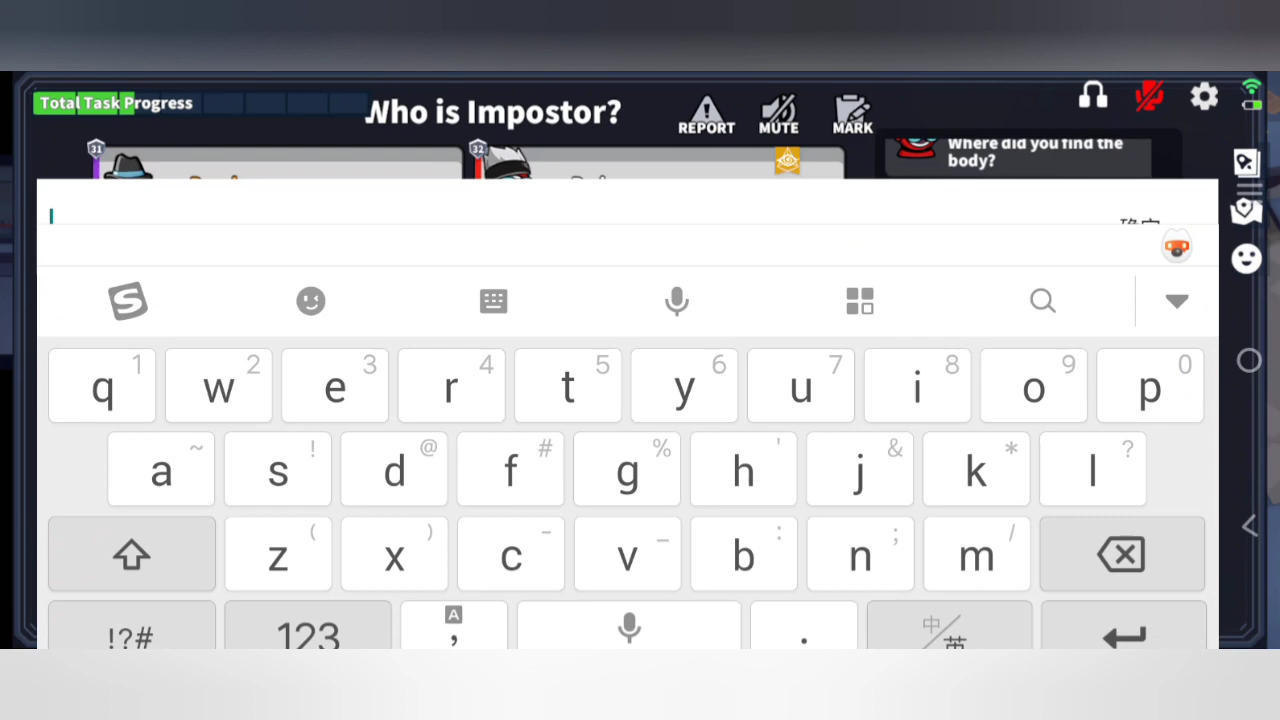 Total Task Progress
Who is Impostor?
REPORT
MUTE
MARK
31
32
Where did you find the
body?
q 1 w 2 e 3 r 4 t 5 y 6 u 7 i 8 o 9 p 0
a ~ s ! d @ f # g % h ' j & k * l ?
z ( x ) c - v _ b : n ; m /
!?# 123 A , . 中/英